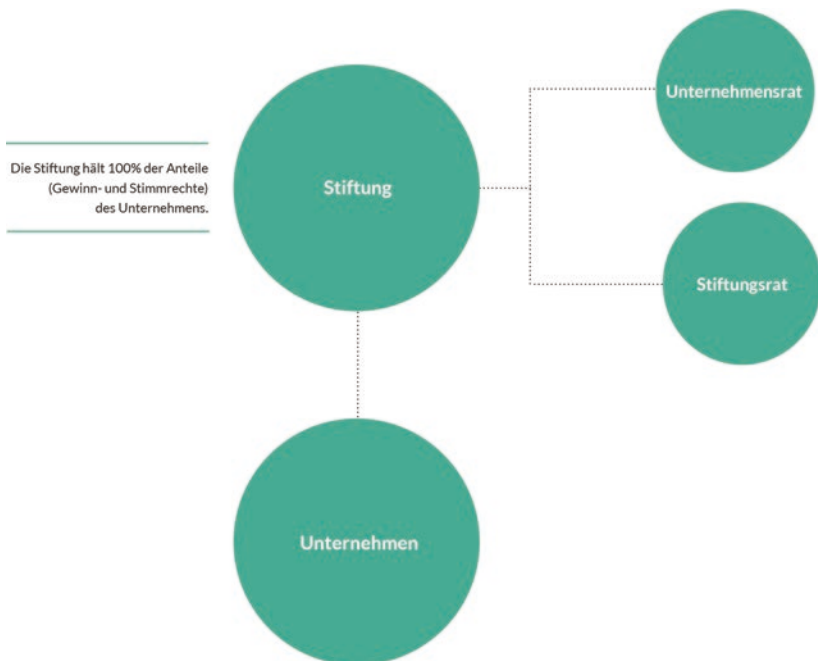 Unternehmensrat
Die Stiftung hält 100% der Anteile
(Gewinn- und Stimmrechte)
des Unternehmens.
Stiftung
Stiftungsrat
Unternehmen